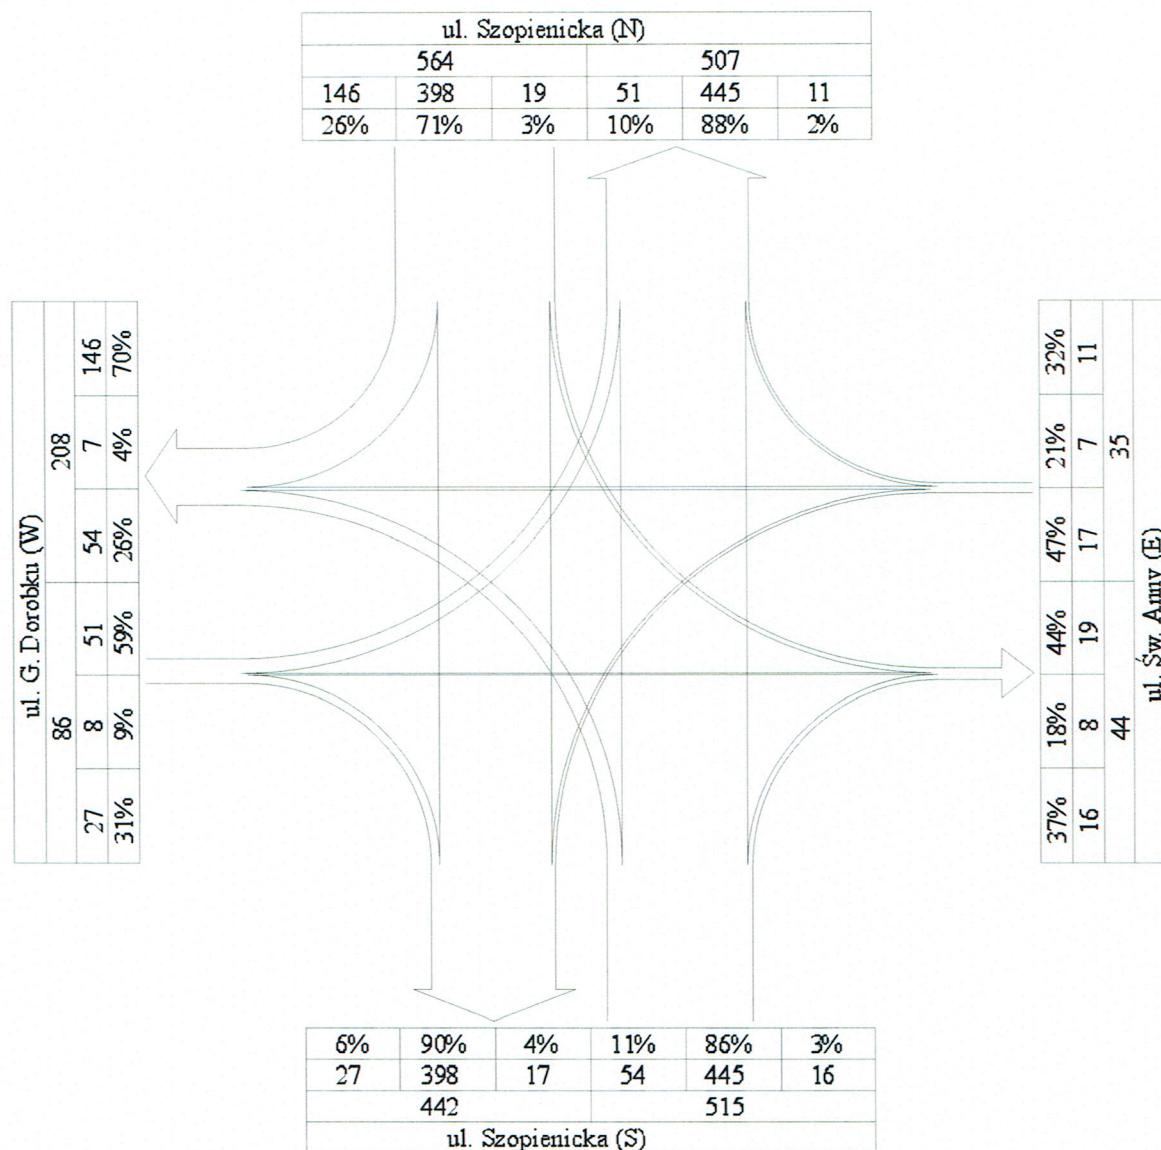 ul. Szopienicka (N)
564 507
146 398 19 51 445 11
26% 71% 3% 10% 88% 2%
ul. G. Dorobku (W)
86 208
27 8 51 54 7 146
31% 9% 59% 26% 4% 70%
37% 18% 44% 47% 21% 32%
16 8 19 17 7 11
44 35
ul. Św. Anny (E)
6% 90% 4% 11% 86% 3%
27 398 17 54 445 16
442 515
ul. Szopienicka (S)